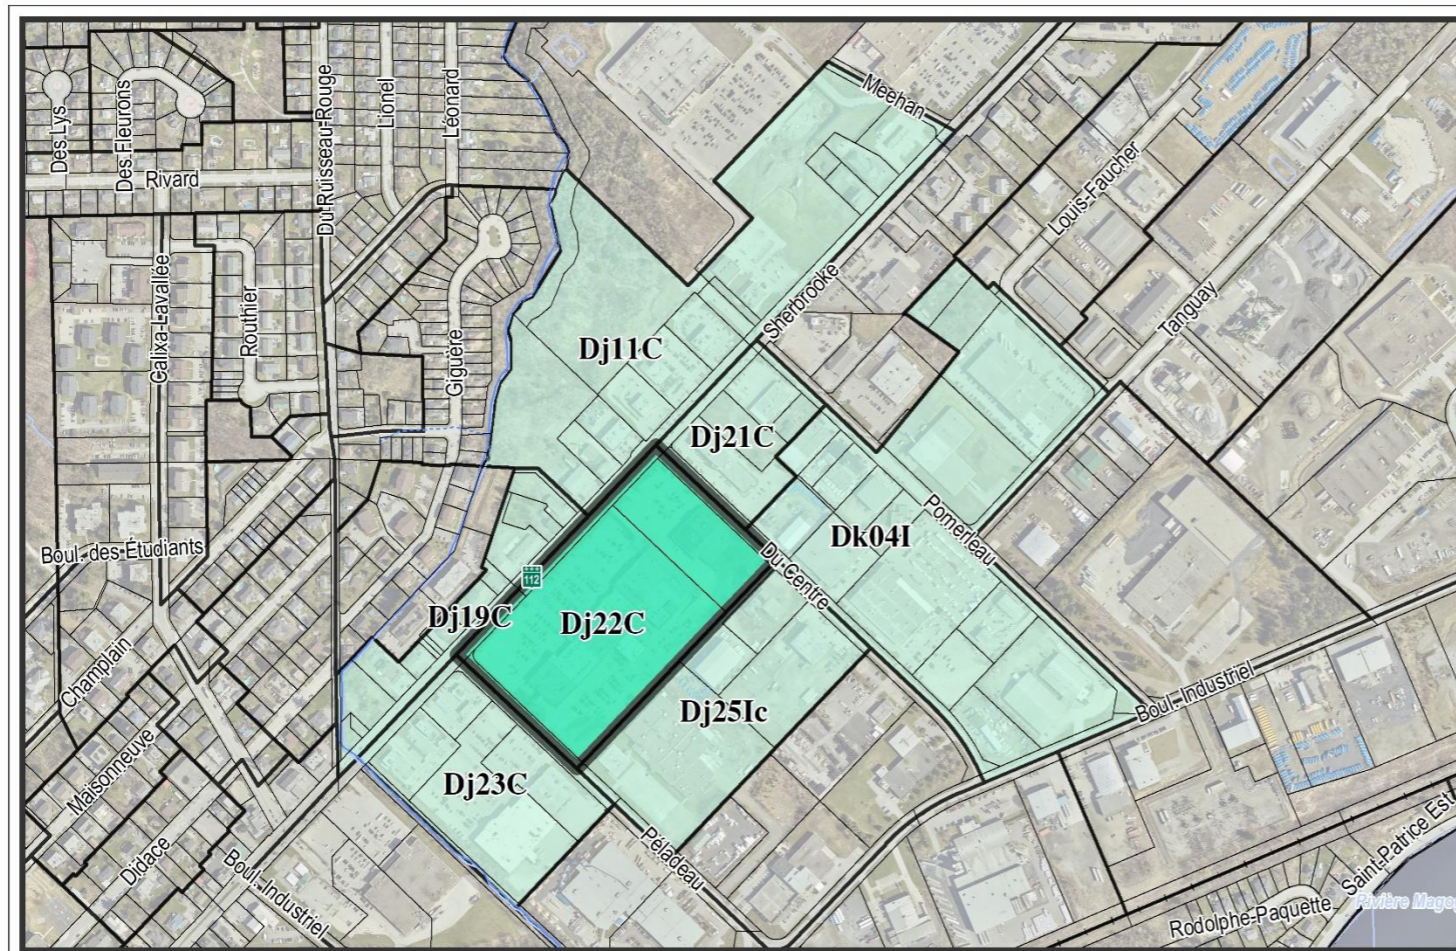 Meehan
Des Lys
Des Fleurons
Rivard
Du Ruisseau-Rouge
Lionel
Léonard
Louis-Faucher
Calixa-Lavallée
Routhier
Giguère
Sherbrooke
Tanguay
Dj11C
Dj21C
Pomerleau
Dk04I
Boul. des Étudiants
112
Du Centre
Dj19C
Dj22C
Champlain
Dj25Ic
Boul. Industriel
Maisonneuve
Dj23C
Didace
Boul. Industriel
Péladeau
Saint-Patrice Est
Rodolphe-Paquette
Rivière Magog